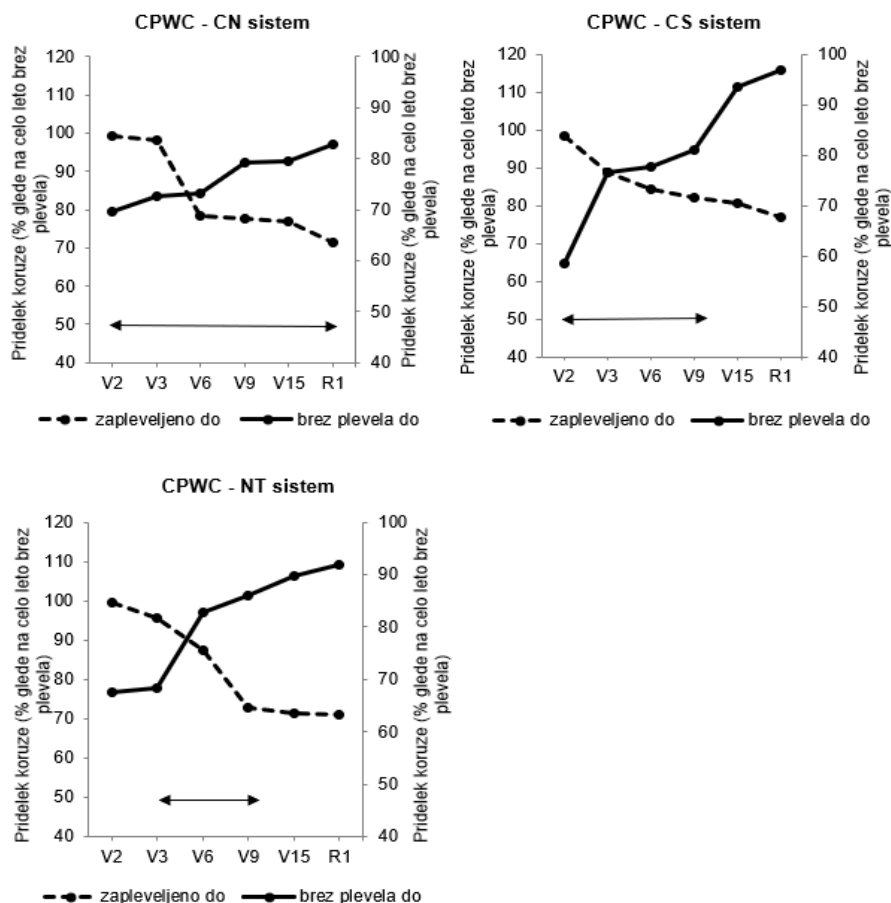 CPWC - CN sistem
Pridelek koruze (% glede na celo leto brez
plevela)
120
110
100
90
80
70
60
50
40
100
90
80
70
60
50
40
Pridelek koruze (% glede na celo leto brez
plevela)
V2 V3 V6 V9 V15 R1
zapleveljeno do brez plevela do
CPWC - CS sistem
Pridelek koruze (% glede na celo leto brez
plevela)
120
110
100
90
80
70
60
50
40
100
90
80
70
60
50
40
Pridelek koruze (% glede na celo leto brez
plevela)
V2 V3 V6 V9 V15 R1
zapleveljeno do brez plevela do
CPWC - NT sistem
Pridelek koruze (% glede na celo leto brez
plevela)
120
110
100
90
80
70
60
50
40
100
90
80
70
60
50
40
Pridelek koruze (% glede na celo leto brez
plevela)
V2 V3 V6 V9 V15 R1
zapleveljeno do brez plevela do